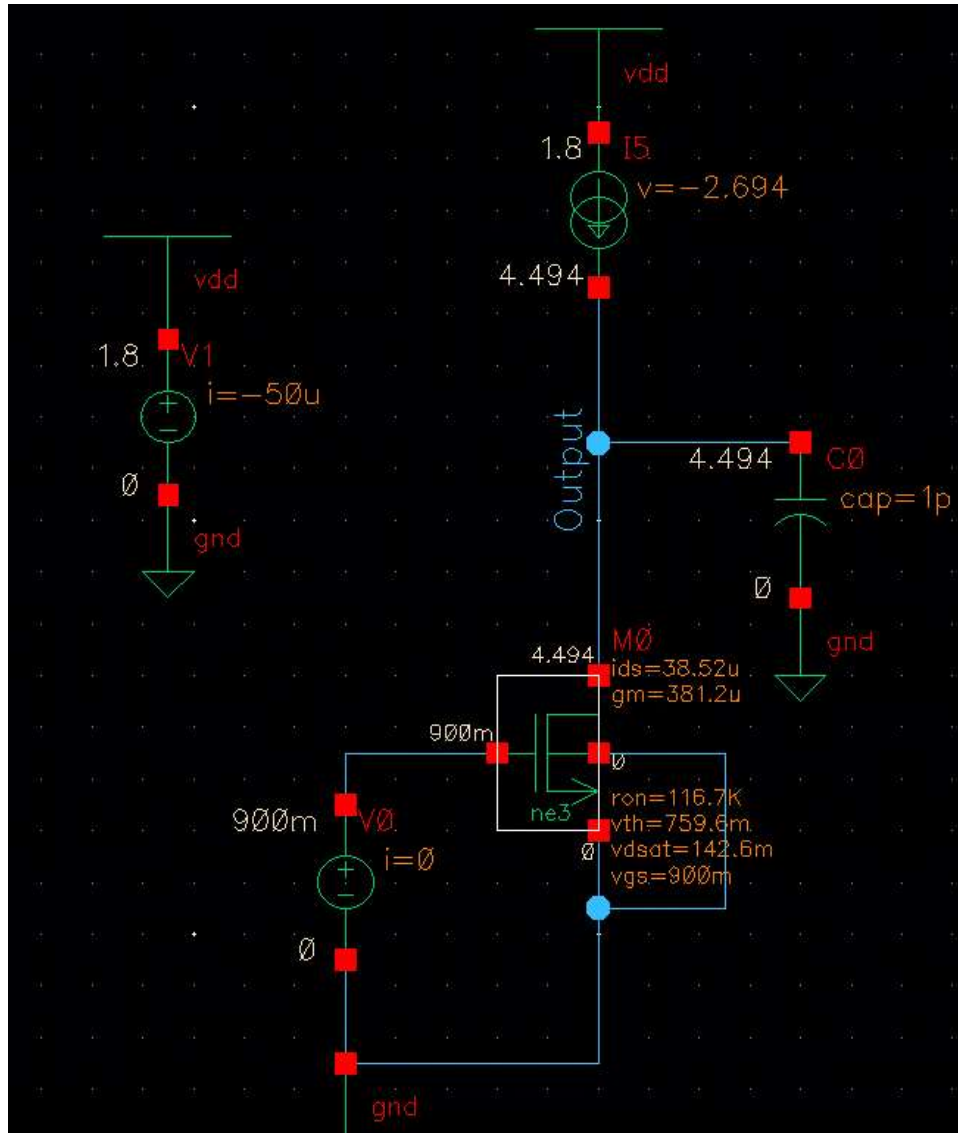 vdd
1.8 I5
v=-2.694
vdd
4.494
1.8 V1
i=-50u
Output
4.494 C0
cap=1p
0
gnd
0
gnd
M0
4.494
ids=38.52u
gm=381.2u
900m
0
ne3
ron=116.7K
vth=759.6m
900m V0
vdsat=142.6m
0
i=0
vgs=900m
0
gnd